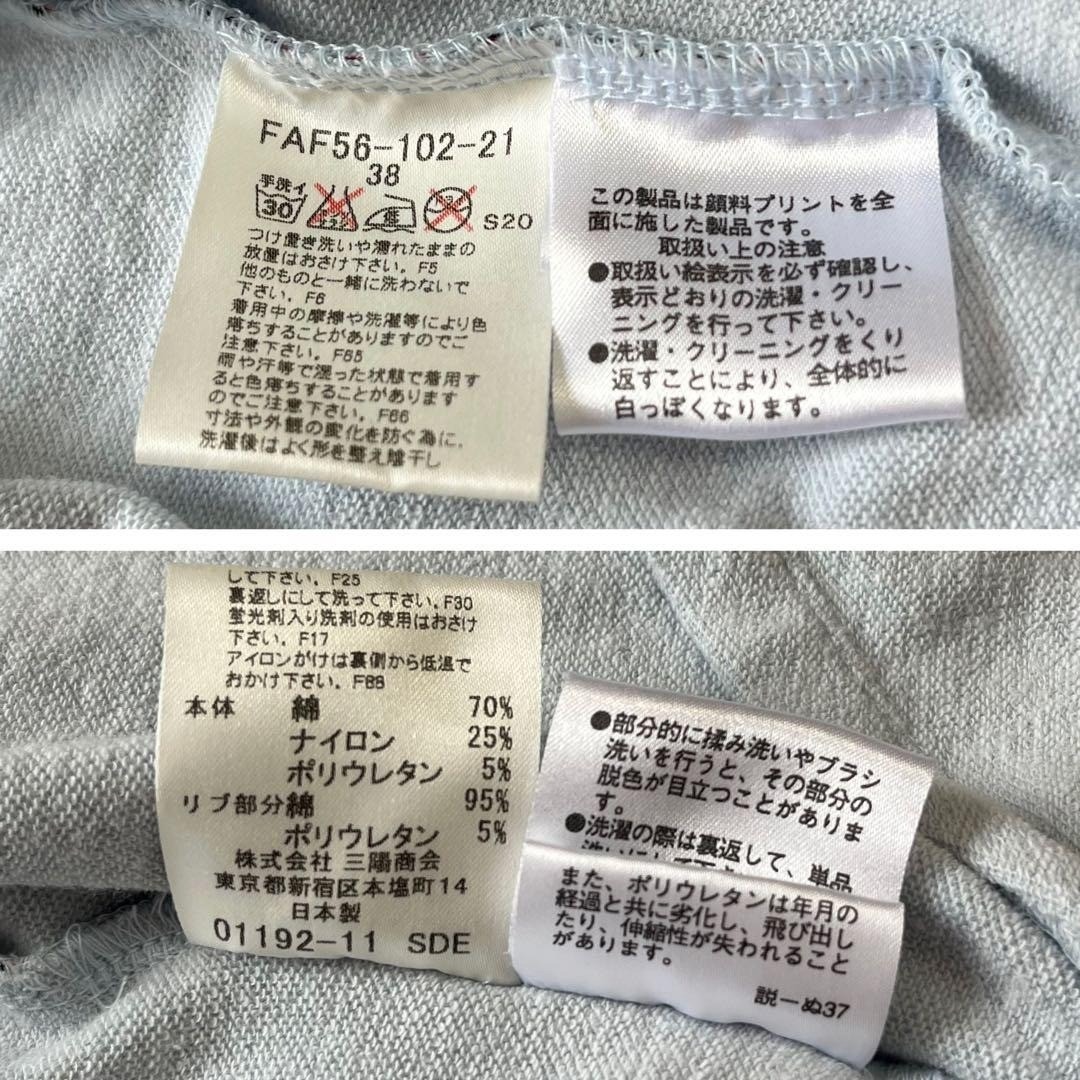 FAF56-102-21
38
手洗イ
30
S20
つけ置き洗いや濡れたままの
放置はおさけ下さい. F5
他のものと一緒に洗わないで
下さい. F6
着用中の摩擦や洗濯等により色
落ちすることがありますのでご
注意下さい. F65
雨や汗等で湿った状態で着用す
ると色落ちすることがあります
のでご注意下さい. F66
寸法や外観の変化を防ぐ為に.
洗濯後はよく形を整え陰干し
この製品は顔料プリントを全
面に施した製品です。
取扱い上の注意
●取扱い絵表示を必ず確認し、
表示どおりの洗濯・クリー
ニングを行って下さい。
●洗濯・クリーニングをくり
返すことにより、全体的に
白っぽくなります。
して下さい. F25
裏返しにして洗って下さい. F30
蛍光剤入り洗剤の使用はおさけ
下さい. F17
アイロンがけは裏側から低温で
おかけ下さい. F88
本体 綿 70%
ナイロン 25%
ポリウレタン 5%
リブ部分 綿 95%
ポリウレタン 5%
株式会社 三陽商会
東京都新宿区本塩町14
日本製
01192-11 SDE
●部分的に揉み洗いやブラシ
洗いを行うと、その部分の
脱色が目立つことがありま
す。
●洗濯の際は裏返して、単品
また、ポリウレタンは年月の
経過と共に劣化し、飛び出し
たり、伸縮性が失われること
があります。
説ーぬ37